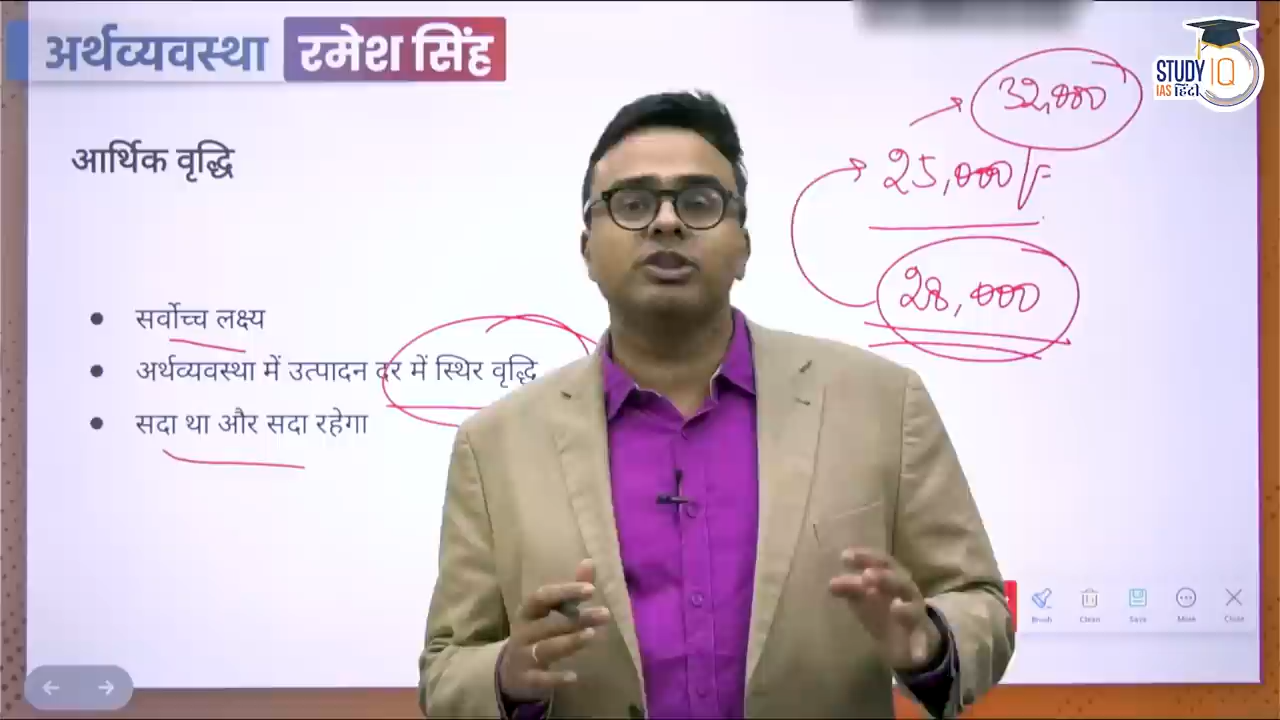 अर्थव्यवस्था रमेश सिंह
STUDY IQ
IAS हिंदी
32,000
आर्थिक वृद्धि
25,000/-
28,000
सर्वोच्च लक्ष्य
अर्थव्यवस्था में उत्पादन दर में स्थिर वृद्धि
सदा था और सदा रहेगा
Brush Clean Save More Close